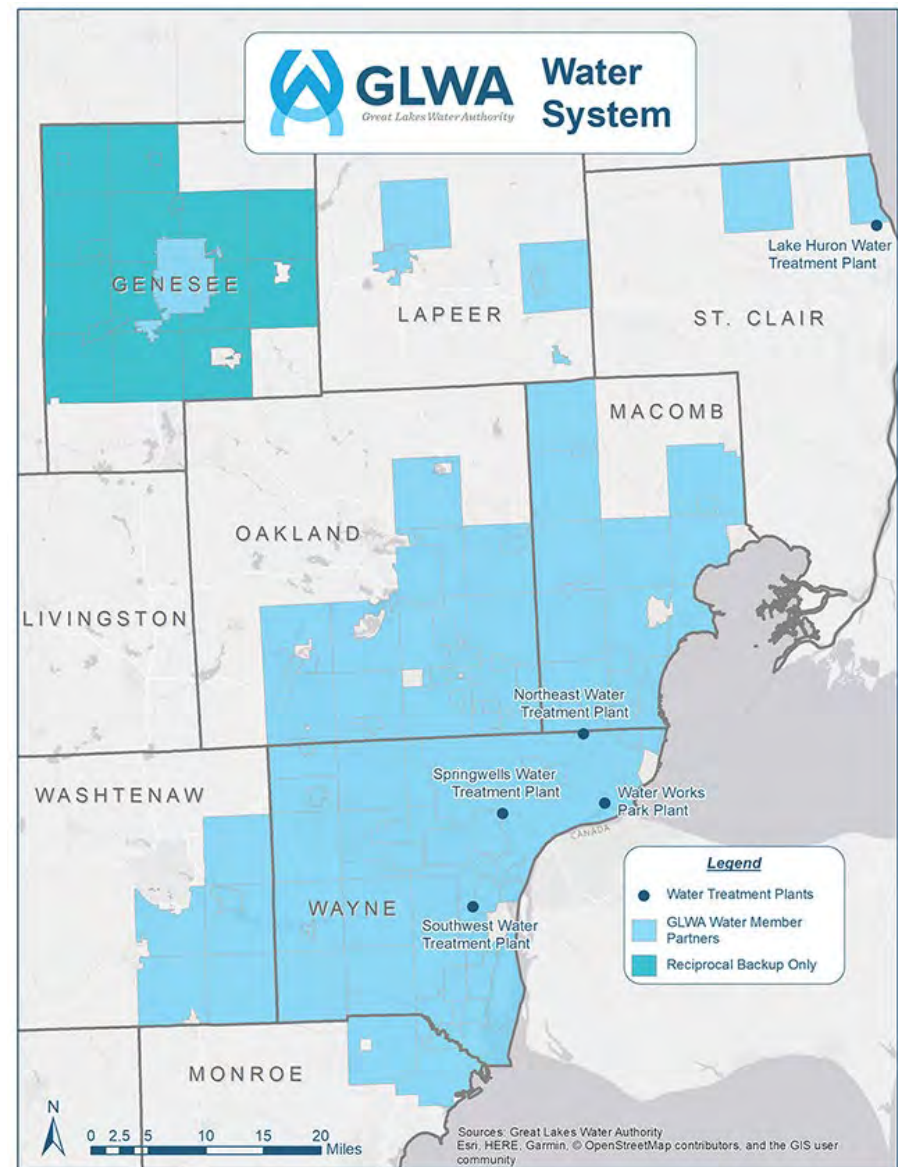 GLWA
Great Lakes Water Authority
Water
System
GENESEE
LAPEER
Lake Huron Water
Treatment Plant
ST. CLAIR
MACOMB
OAKLAND
LIVINGSTON
Northeast Water
Treatment Plant
Springwells Water
Treatment Plant
Water Works
Park Plant
WASHTENAW
CANADA
WAYNE
Southwest Water
Treatment Plant
Legend
Water Treatment Plants
GLWA Water Member
Partners
Reciprocal Backup Only
MONROE
N
0 2.5 5 10 15 20
Miles
Sources: Great Lakes Water Authority
Esri, HERE, Garmin, © OpenStreetMap contributors, and the GIS user
community